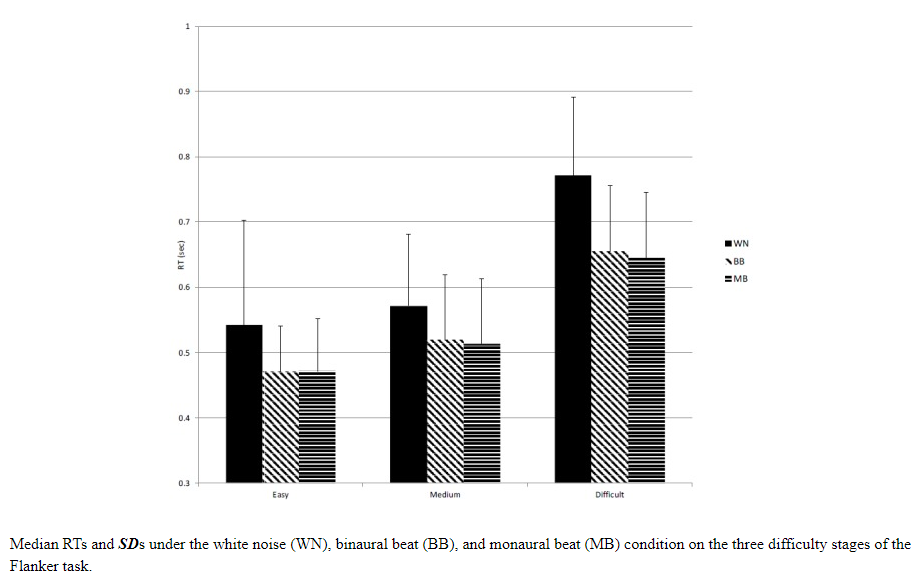 1
0.9
0.8
0.7
0.6
0.5
0.4
0.3
RT (sec)
Easy
Medium
Difficult
WN
BB
MB
Median RTs and SDs under the white noise (WN), binaural beat (BB), and monaural beat (MB) condition on the three difficulty stages of the
Flanker task.